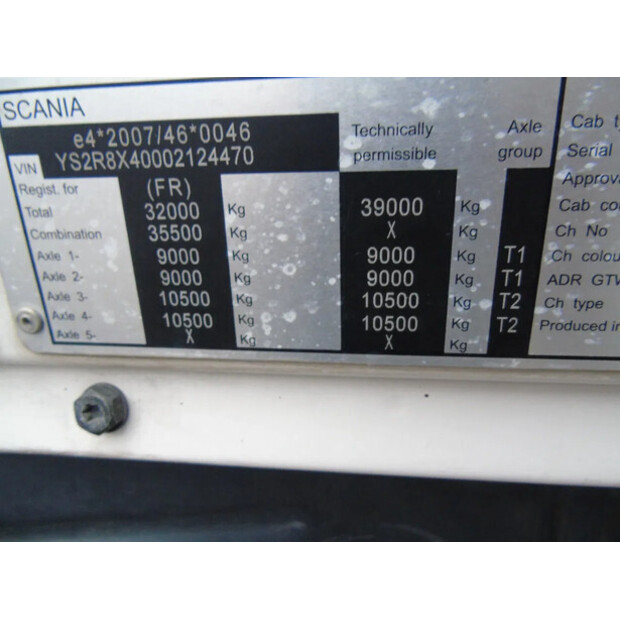 SCANIA
e4*2007/46*0046
VIN YS2R8X40002124470
Technically permissible
Axle group
Regist. for (FR)
Total 32000 Kg 39000 Kg
Combination 35500 Kg X Kg
Axle 1- 9000 Kg 9000 Kg T1
Axle 2- 9000 Kg 9000 Kg T1
Axle 3- 10500 Kg 10500 Kg T2
Axle 4- 10500 Kg 10500 Kg T2
Axle 5- X Kg X Kg
Cab
Serial
Cab
Ch No
Ch
ADR
Ch type
Produced in